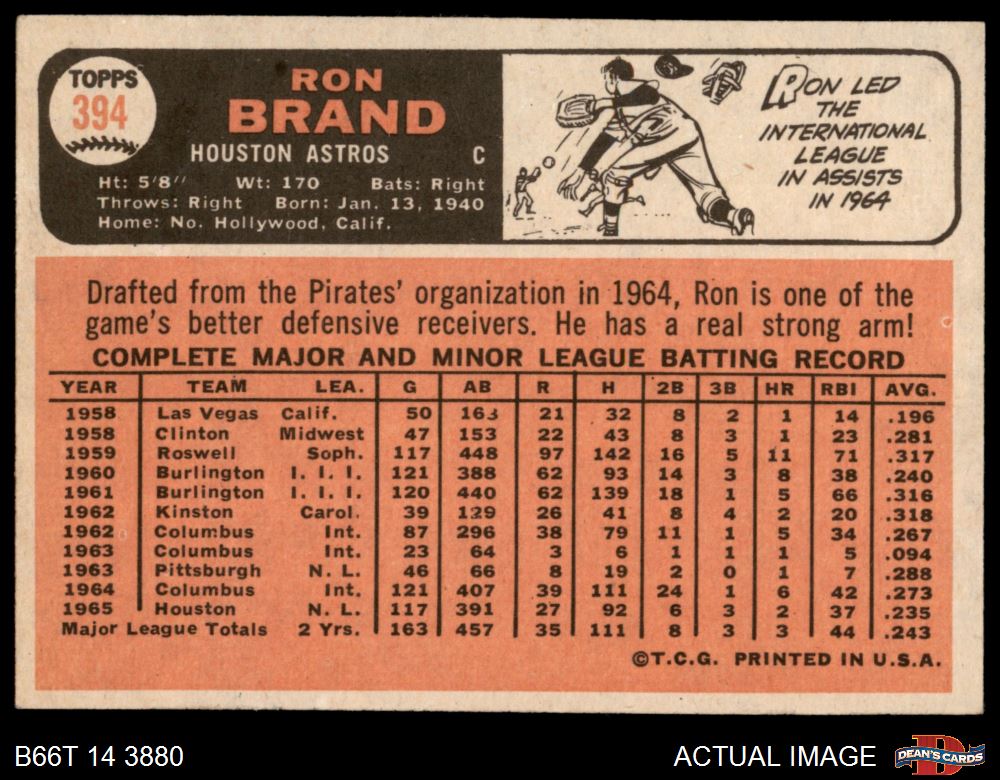 TOPPS
394
RON
BRAND
HOUSTON ASTROS C
Ht: 5'8" Wt: 170 Bats: Right
Throws: Right Born: Jan. 13, 1940
Home: No. Hollywood, Calif.
RON LED
THE
INTERNATIONAL
LEAGUE
IN ASSISTS
IN 1964
Drafted from the Pirates' organization in 1964, Ron is one of the
game's better defensive receivers. He has a real strong arm!
COMPLETE MAJOR AND MINOR LEAGUE BATTING RECORD
YEAR TEAM LEA. G AB R H 2B 3B HR RBI AVG.
1958 Las Vegas Calif. 50 163 21 32 8 2 1 14 .196
1958 Clinton Midwest 47 153 22 43 8 3 1 23 .281
1959 Roswell Soph. 117 448 97 142 16 5 11 71 .317
1960 Burlington I. I. I. 121 388 62 93 14 3 8 38 .240
1961 Burlington I. I. I. 120 440 62 139 18 1 5 66 .316
1962 Kinston Carol. 39 129 26 41 8 4 2 20 .318
1962 Columbus Int. 87 296 38 79 11 1 5 34 .267
1963 Columbus Int. 23 64 3 6 1 1 1 5 .094
1963 Pittsburgh N. L. 46 66 8 19 2 0 1 7 .288
1964 Columbus Int. 121 407 39 111 24 1 6 42 .273
1965 Houston N. L. 117 391 27 92 6 3 2 37 .235
Major League Totals 2 Yrs. 163 457 35 111 8 3 3 44 .243
©T.C.G. PRINTED IN U.S.A.
B66T 14 3880
ACTUAL IMAGE
D
DEAN'S CARDS